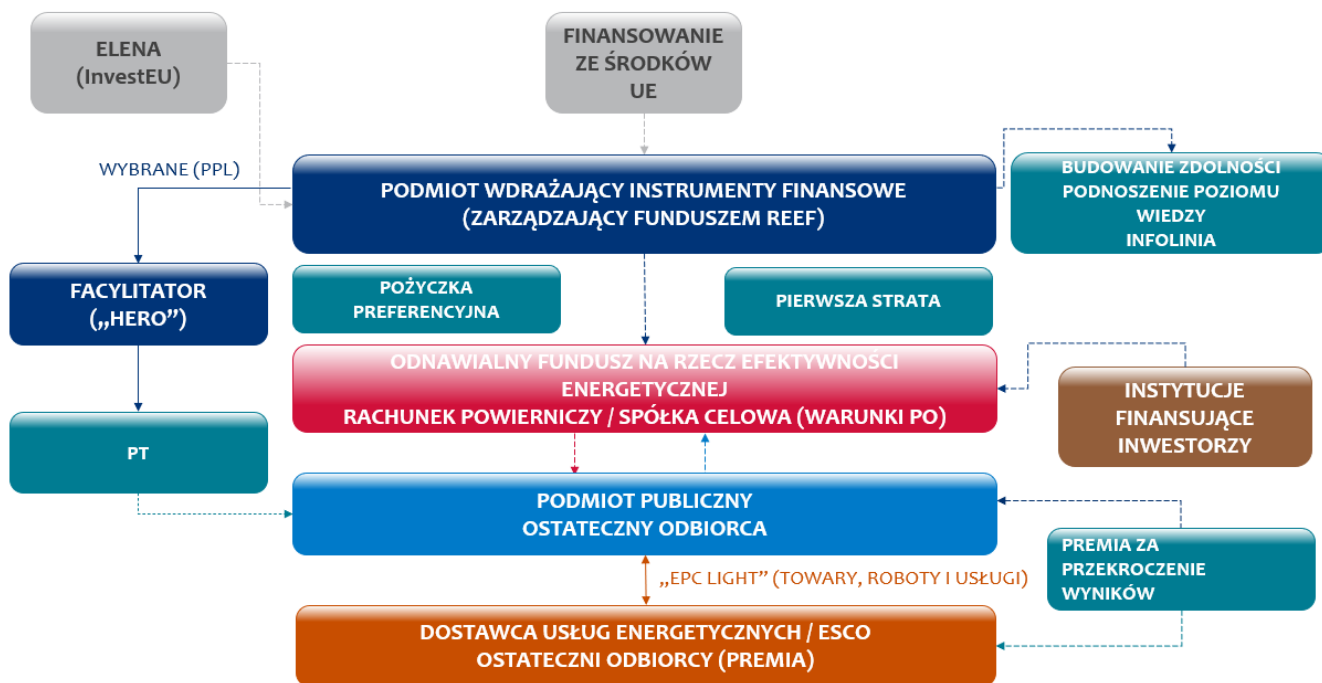 ELENA
(InvestEU)
FINANSOWANIE
ZE ŚRODKÓW
UE
WYBRANE (PPL)
PODMIOT WDRAŻAJĄCY INSTRUMENTY FINANSOWE
(ZARZĄDZAJĄCY FUNDUSZEM REEF)
BUDOWANIE ZDOLNOŚCI
PODNOSZENIE POZIOMU
WIEDZY
INFOLINIA
FACYLITATOR
(„HERO”)
POŻYCZKA
PREFERENCYJNA
PIERWSZA STRATA
ODNAWIALNY FUNDUSZ NA RZECZ EFEKTYWNOŚCI
ENERGETYCZNEJ
RACHUNEK POWIERNICZY / SPÓŁKA CELOWA (WARUNKI PO)
INSTYTUCJE
FINANSUJĄCE
INWESTORZY
PT
PODMIOT PUBLICZNY
OSTATECZNY ODBIORCA
PREMIA ZA
PRZEKROCZENIE
WYNIKÓW
„EPC LIGHT” (TOWARY, ROBOTY I USŁUGI)
DOSTAWCA USŁUG ENERGETYCZNYCH / ESCO
OSTATECZNI ODBIORCY (PREMIA)